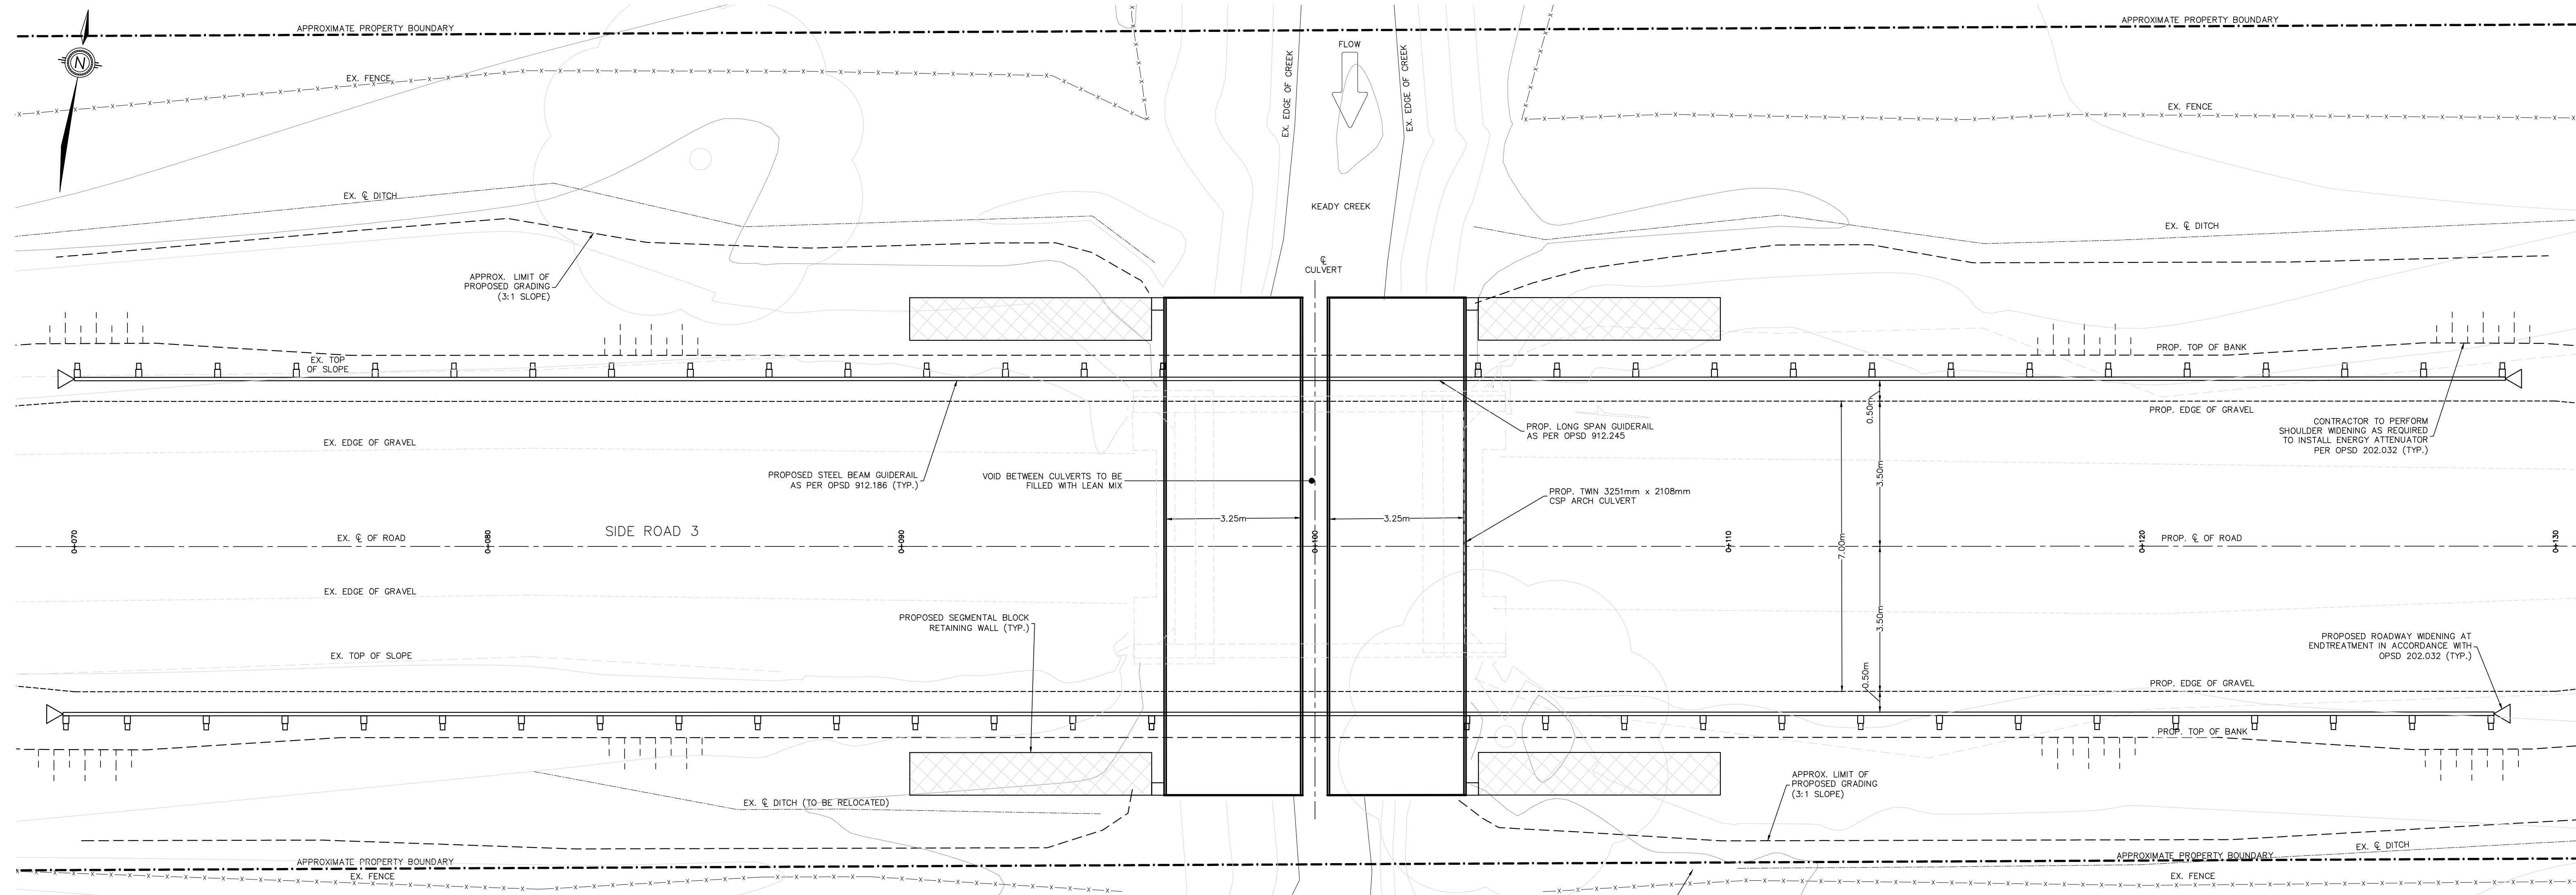 APPROXIMATE PROPERTY BOUNDARY
APPROXIMATE PROPERTY BOUNDARY
N
EX. FENCE
EX. EDGE OF CREEK
FLOW
EX. EDGE OF CREEK
EX. FENCE
EX. ℄ DITCH
KEADY CREEK
EX. ℄ DITCH
℄
CULVERT
APPROX. LIMIT OF
PROPOSED GRADING
(3:1 SLOPE)
EX. TOP
OF SLOPE
PROP. TOP OF BANK
0.50m
PROP. EDGE OF GRAVEL
EX. EDGE OF GRAVEL
PROP. LONG SPAN GUIDERAIL
AS PER OPSD 912.245
CONTRACTOR TO PERFORM
SHOULDER WIDENING AS REQUIRED
TO INSTALL ENERGY ATTENUATOR
PER OPSD 202.032 (TYP.)
PROPOSED STEEL BEAM GUIDERAIL
AS PER OPSD 912.186 (TYP.)
VOID BETWEEN CULVERTS TO BE
FILLED WITH LEAN MIX
3.50m
PROP. TWIN 3251mm x 2108mm
CSP ARCH CULVERT
3.25m
3.25m
SIDE ROAD 3
0+070
EX. ℄ OF ROAD
0+080
0+090
0+100
0+110
7.00m
0+120
PROP. ℄ OF ROAD
0+130
EX. EDGE OF GRAVEL
PROPOSED SEGMENTAL BLOCK
RETAINING WALL (TYP.)
3.50m
PROPOSED ROADWAY WIDENING AT
ENDTREATMENT IN ACCORDANCE WITH
OPSD 202.032 (TYP.)
EX. TOP OF SLOPE
0.50m
PROP. EDGE OF GRAVEL
PROP. TOP OF BANK
APPROX. LIMIT OF
PROPOSED GRADING
(3:1 SLOPE)
EX. ℄ DITCH (TO BE RELOCATED)
APPROXIMATE PROPERTY BOUNDARY
APPROXIMATE PROPERTY BOUNDARY
EX. ℄ DITCH
EX. FENCE
EX. FENCE